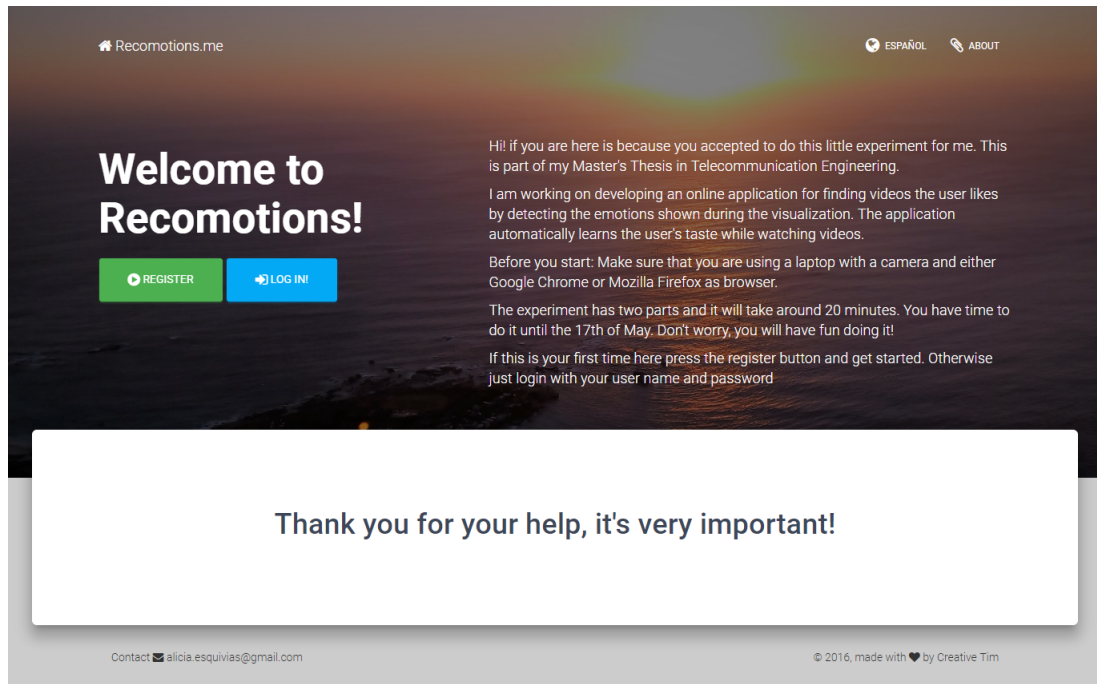 Recomotions.me
ESPAÑOL
ABOUT
Welcome to
Recomotions!
REGISTER
LOG IN!
Hi! if you are here is because you accepted to do this little experiment for me. This
is part of my Master's Thesis in Telecommunication Engineering.
I am working on developing an online application for finding videos the user likes
by detecting the emotions shown during the visualization. The application
automatically learns the user's taste while watching videos.
Before you start: Make sure that you are using a laptop with a camera and either
Google Chrome or Mozilla Firefox as browser.
The experiment has two parts and it will take around 20 minutes. You have time to
do it until the 17th of May. Don't worry, you will have fun doing it!
If this is your first time here press the register button and get started. Otherwise
just login with your user name and password
Thank you for your help, it's very important!
Contact alicia.esquivias@gmail.com
© 2016, made with ♥ by Creative Tim